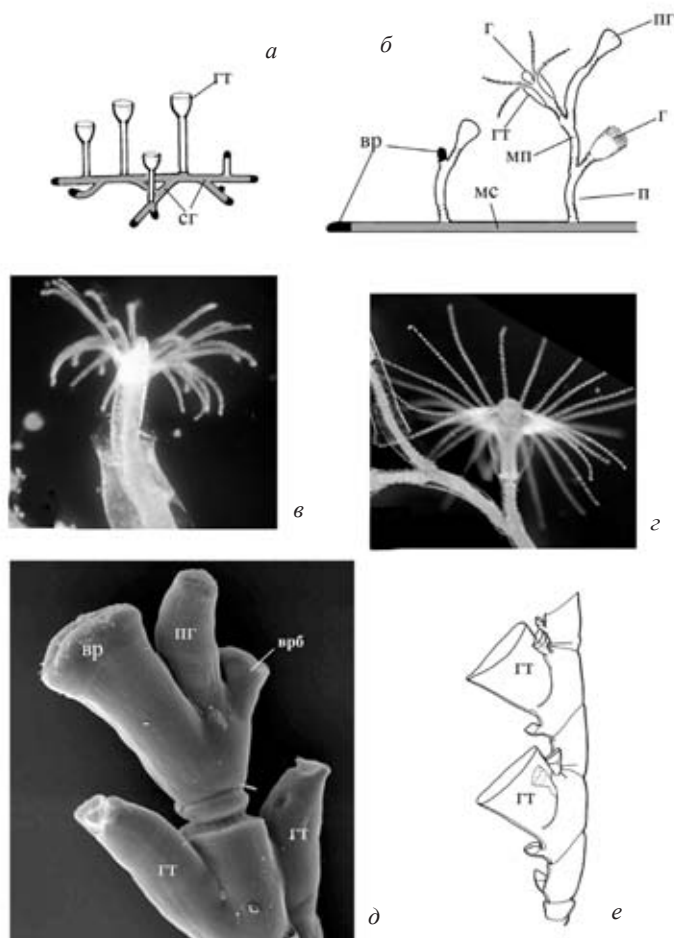 а
гт
сг
б
г
пг
гт
г
вр
мп
п
мс
в
г
вр
пг
врб
гт
гт
д
гт
гт
е